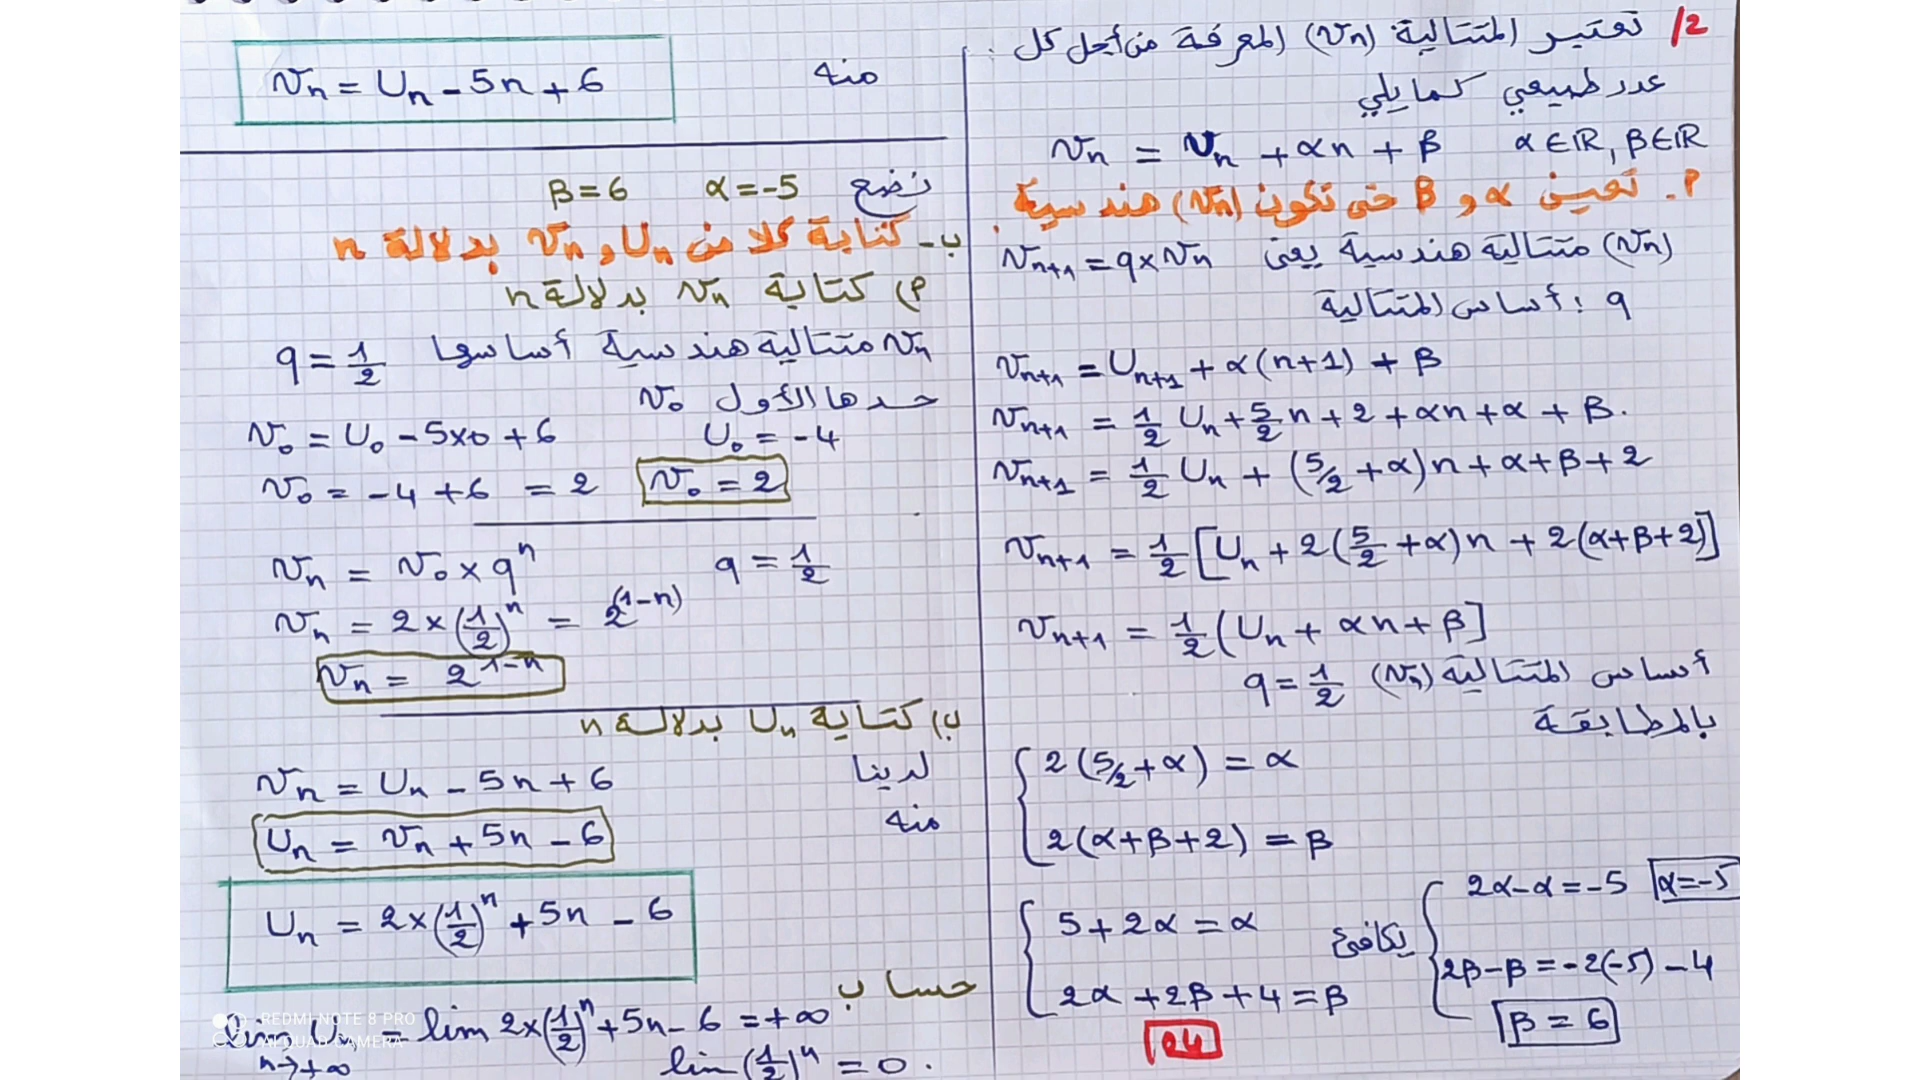 2/ نعتبر المتتالية (Vn) المعرفة من أجل كل
عدد طبيعي كما يلي
Vn = Un + αn + β    α∈ℝ, β∈ℝ
أ- تعيين α و β حتى تكون (Vn) هندسية.
(Vn) متتالية هندسية يعني Vn+1 = q×Vn
q : أساس المتتالية
Vn+1 = Un+1 + α(n+1) + β
Vn+1 = 1/2 Un + 5/2 n + 2 + αn + α + β.
Vn+1 = 1/2 Un + (5/2 + α)n + α + β + 2
Vn+1 = 1/2 [Un + 2(5/2 + α)n + 2(α+β+2)]
Vn+1 = 1/2 (Un + αn + β]
أساس المتتالية (Vn) q = 1/2
بالمطابقة
{ 2(5/2 + α) = α
2(α+β+2) = β
{ 5 + 2α = α
2α + 2β + 4 = β
يكافئ
{ 2α - α = -5  α = -5
2β - β = -2(-5) - 4
β = 6
24
منه Vn = Un - 5n + 6
نضع α = -5  β = 6
ب- كتابة كلا من Un و Vn بدلالة n
أ) كتابة Vn بدلالة n
Vn متتالية هندسية أساسها q = 1/2
حدها الأول V0
V0 = U0 - 5×0 + 6    U0 = -4
V0 = -4 + 6 = 2    V0 = 2
Vn = V0 × q^n    q = 1/2
Vn = 2 × (1/2)^n = 2^(1-n)
Vn = 2^1-n
ب) كتابة Un بدلالة n
لدينا Vn = Un - 5n + 6
منه Un = Vn + 5n - 6
Un = 2×(1/2)^n + 5n - 6
حساب
lim Un = lim 2×(1/2)^n + 5n - 6 = +∞
n→+∞    lim (1/2)^n = 0.
REDMI NOTE 8 PRO
AI QUAD CAMERA